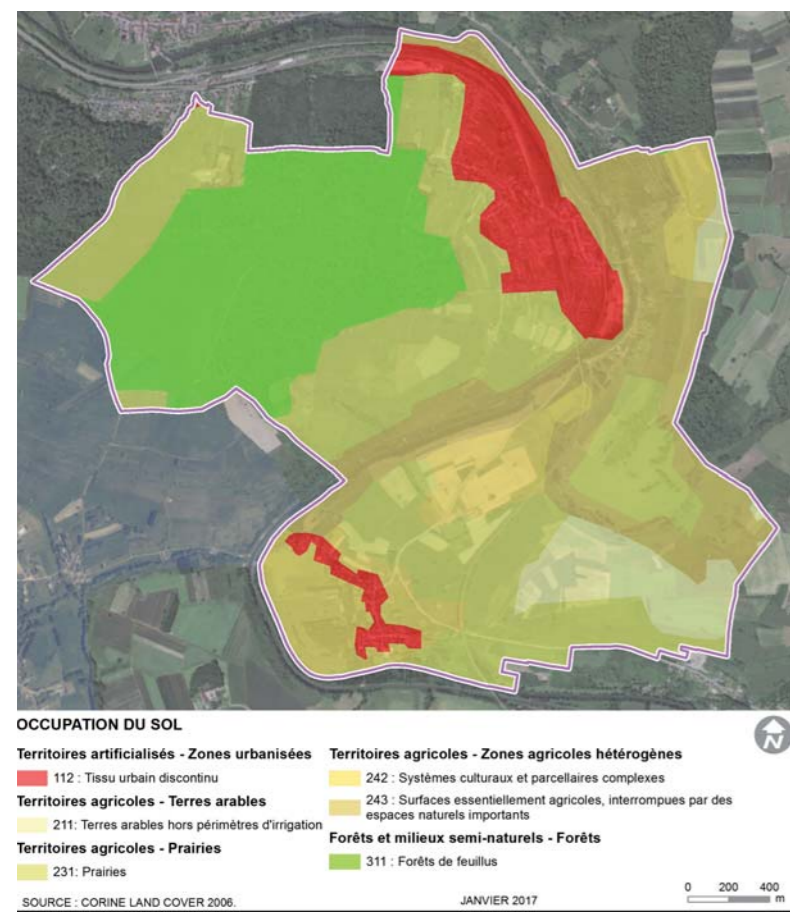 OCCUPATION DU SOL
N
Territoires artificialisés - Zones urbanisées
112 : Tissu urbain discontinu
Territoires agricoles - Terres arables
211: Terres arables hors périmètres d'irrigation
Territoires agricoles - Prairies
231: Prairies
Territoires agricoles - Zones agricoles hétérogènes
242 : Systèmes culturaux et parcellaires complexes
243 : Surfaces essentiellement agricoles, interrompues par des
espaces naturels importants
Forêts et milieux semi-naturels - Forêts
311 : Forêts de feuillus
SOURCE : CORINE LAND COVER 2006.
JANVIER 2017
0 200 400
m